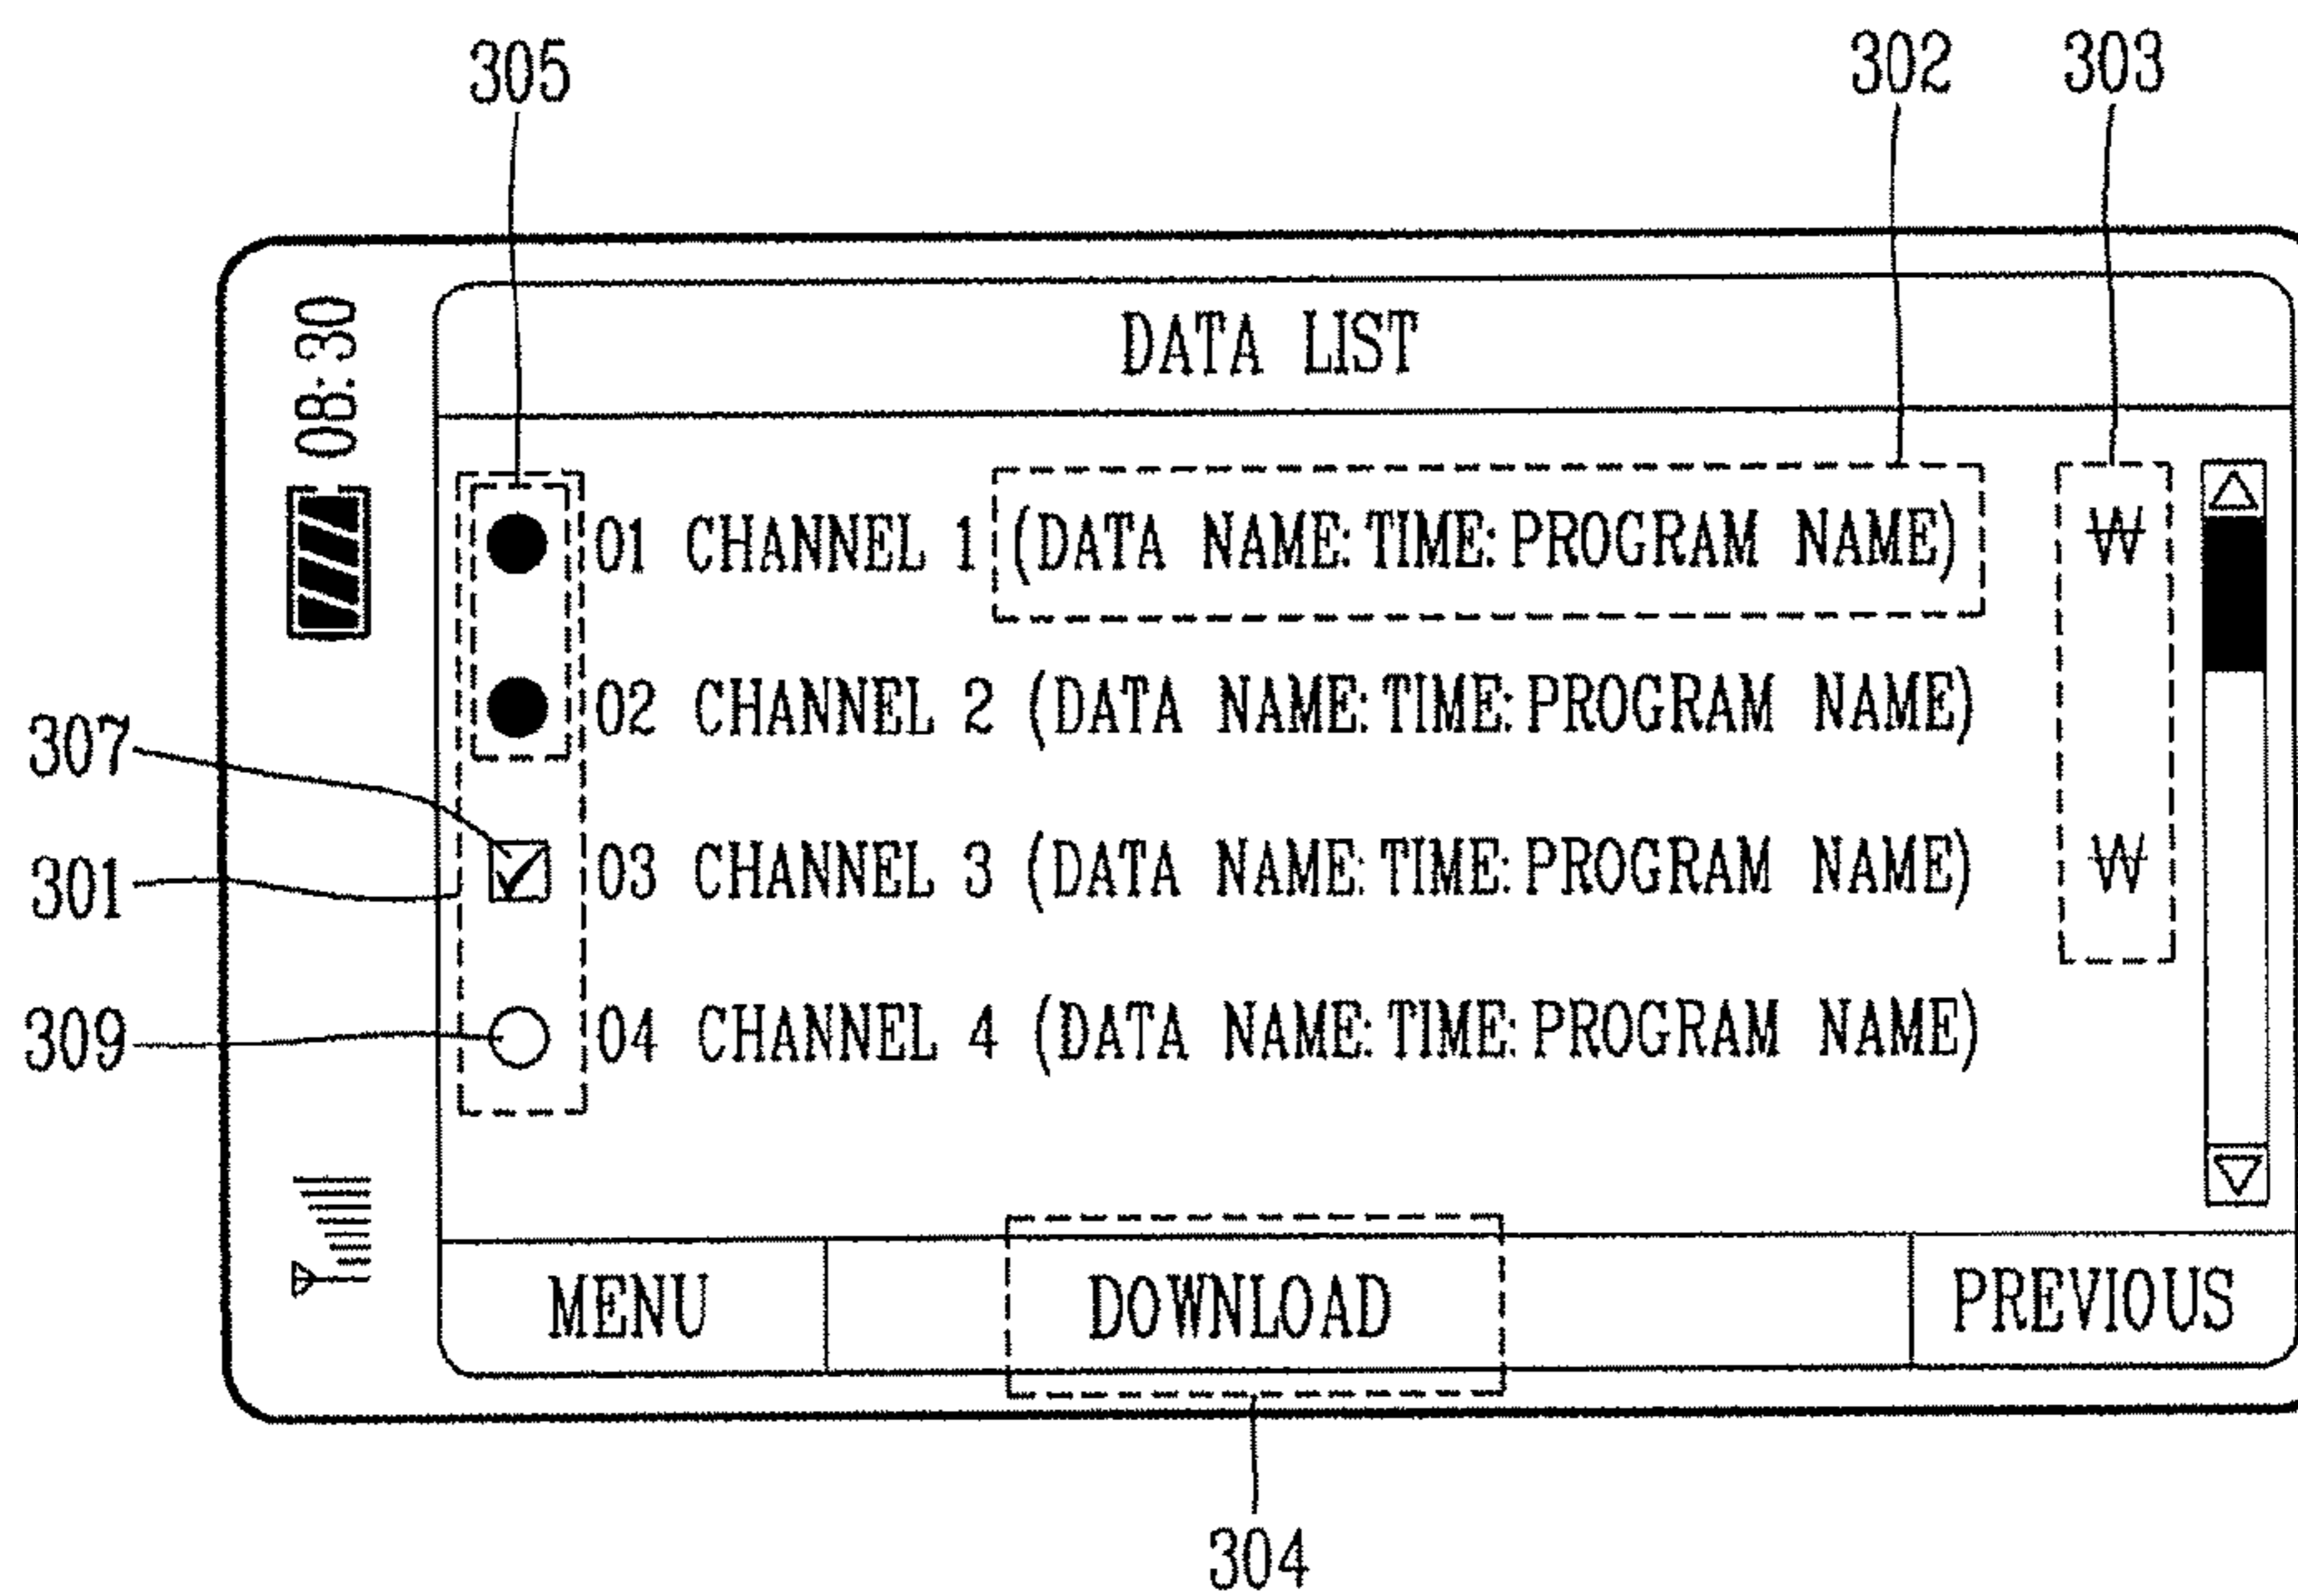 305
302
303
08:30
DATA LIST
01 CHANNEL 1 (DATA NAME:TIME:PROGRAM NAME) ₩
02 CHANNEL 2 (DATA NAME:TIME:PROGRAM NAME)
307
03 CHANNEL 3 (DATA NAME:TIME:PROGRAM NAME) ₩
301
04 CHANNEL 4 (DATA NAME:TIME:PROGRAM NAME)
309
MENU
DOWNLOAD
PREVIOUS
304